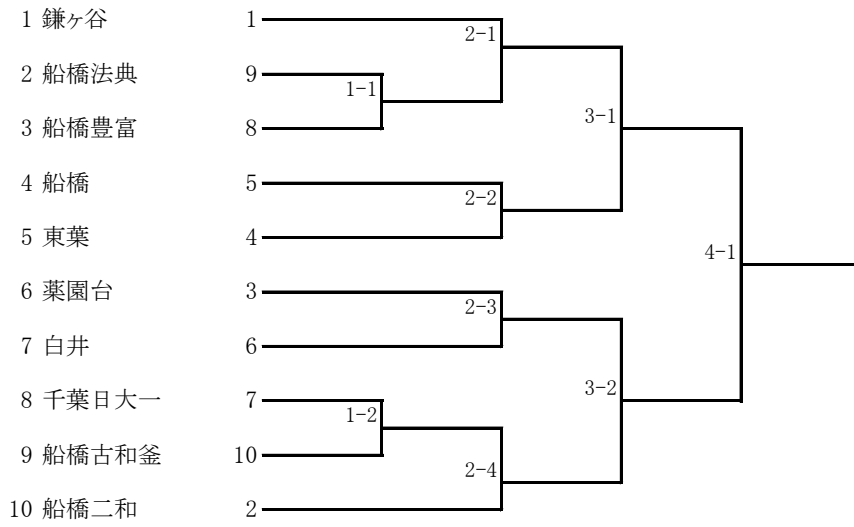 1 鎌ヶ谷 1
2-1
2 船橋法典 9
1-1
3 船橋豊富 8
3-1
4 船橋 5
2-2
5 東葉 4
4-1
6 薬園台 3
2-3
7 白井 6
3-2
8 千葉日大一 7
1-2
9 船橋古和釜 10
2-4
10 船橋二和 2